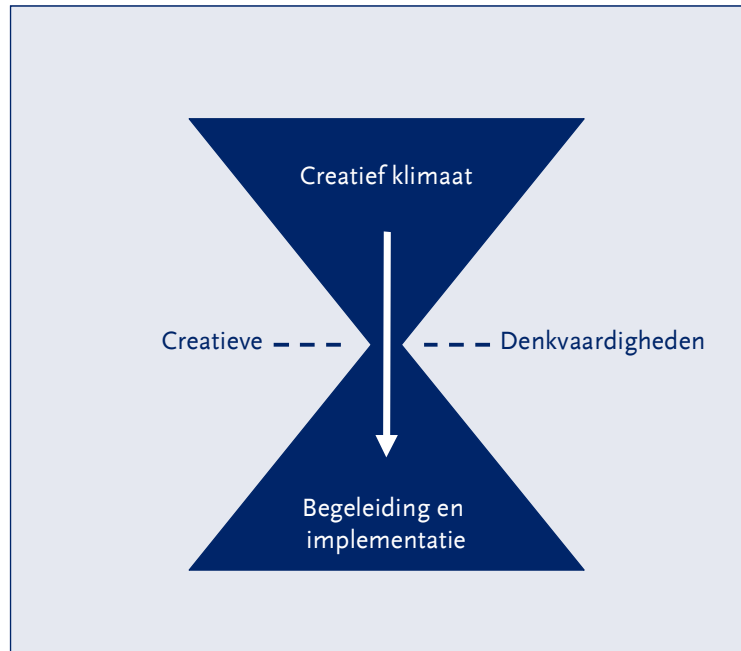 Creatief klimaat
Creatieve Denkvaardigheden
Begeleiding en
implementatie